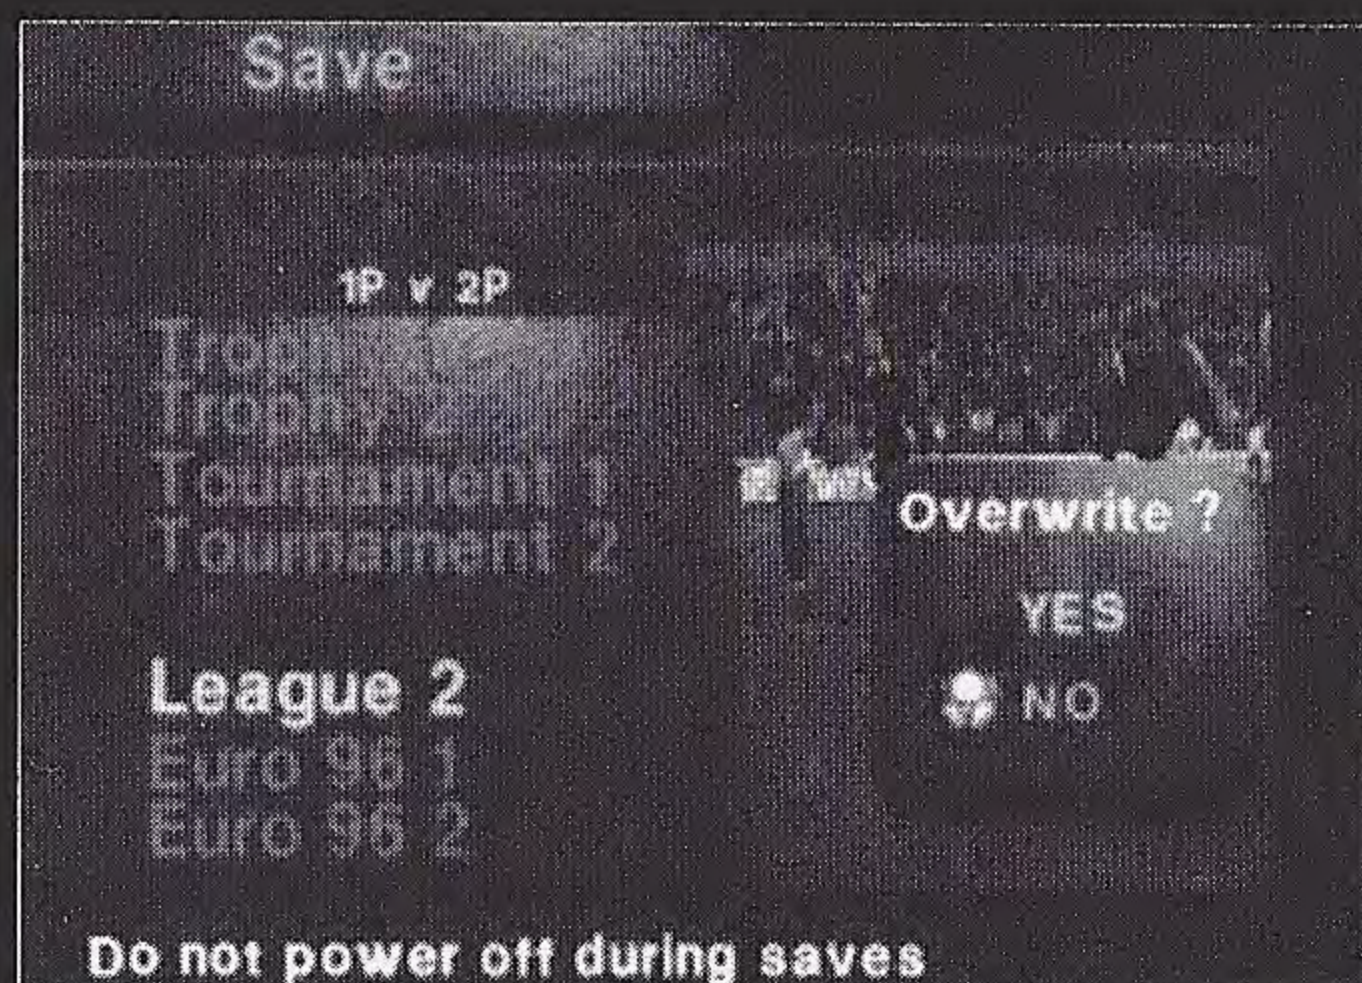 Save
1P v 2P
Trophy
Trophy 2
Tournament 1
Tournament 2
League 2
Euro 96 1
Euro 96 2
Overwrite ?
YES
NO
Do not power off during saves